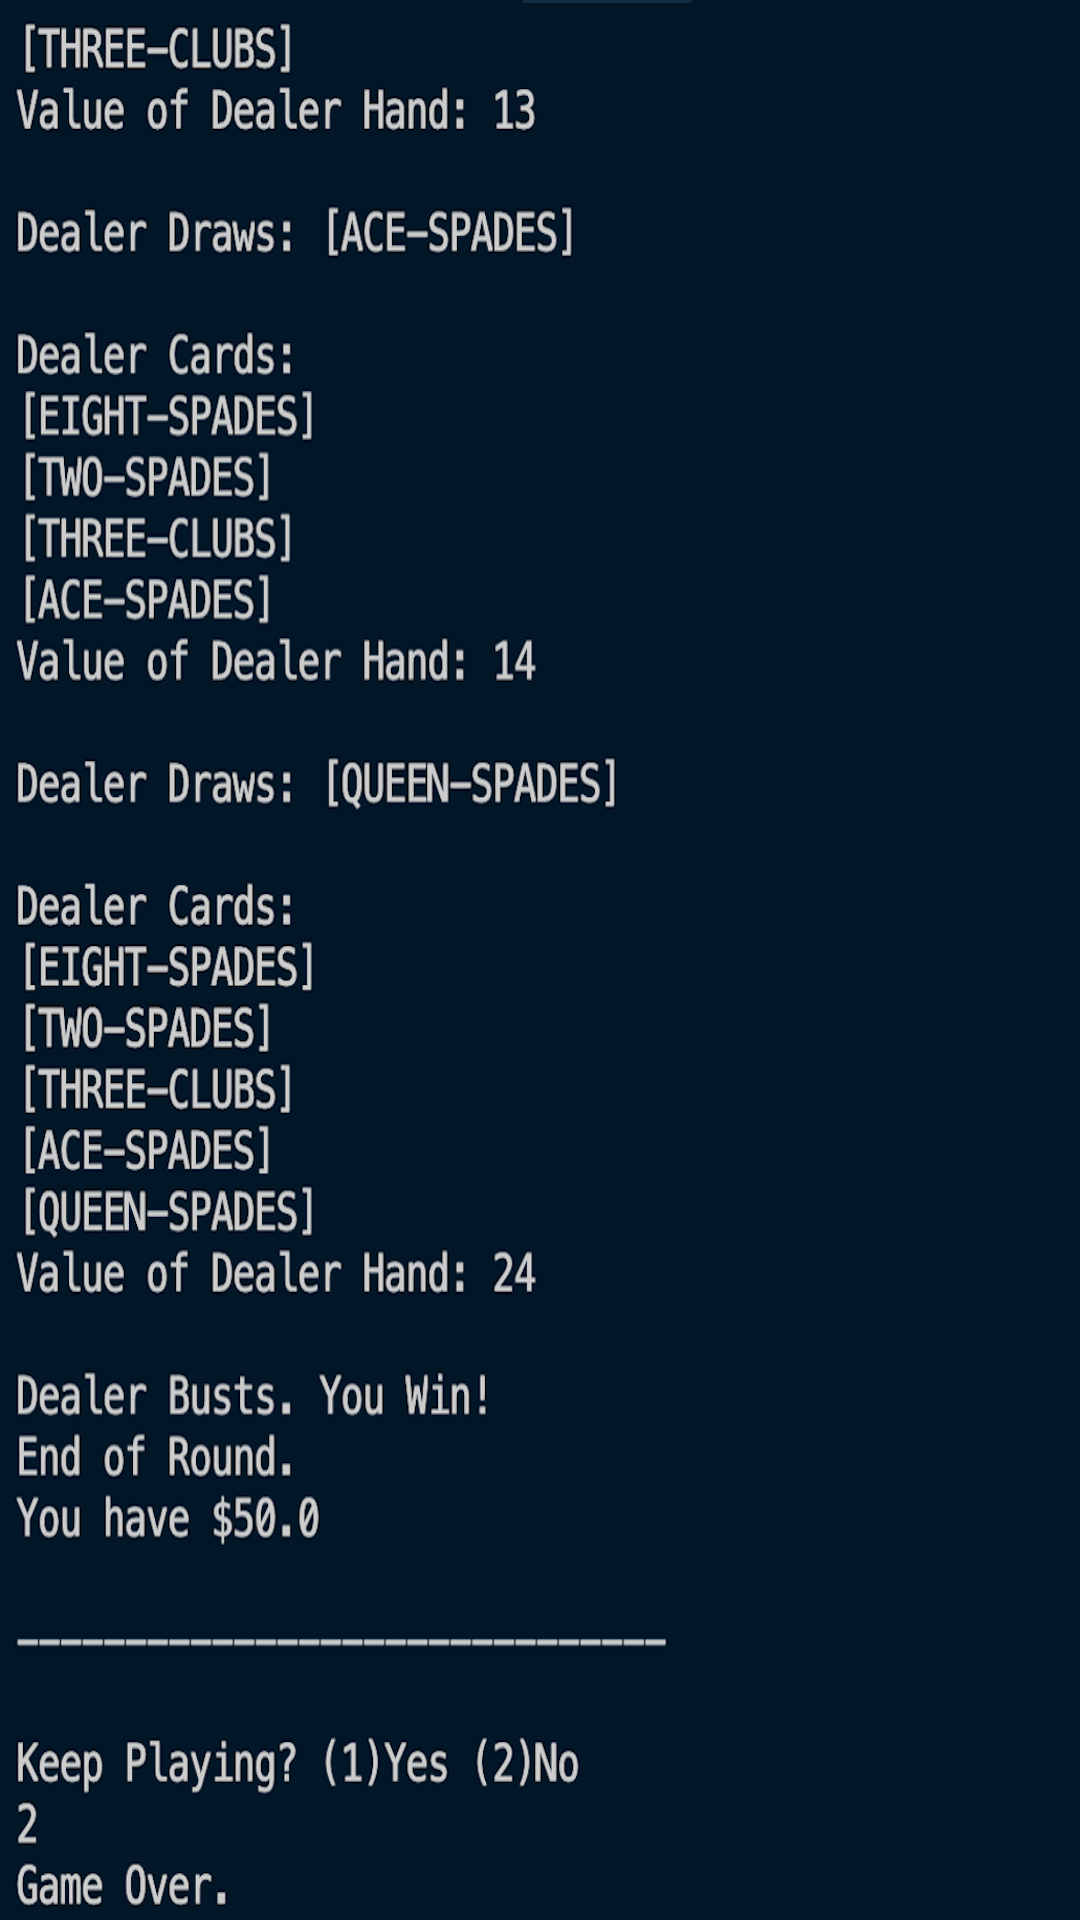 [THREE-CLUBS]
Value of Dealer Hand: 13
Dealer Draws: [ACE-SPADES]
Dealer Cards:
[EIGHT-SPADES]
[TWO-SPADES]
[THREE-CLUBS]
[ACE-SPADES]
Value of Dealer Hand: 14
Dealer Draws: [QUEEN-SPADES]
Dealer Cards:
[EIGHT-SPADES]
[TWO-SPADES]
[THREE-CLUBS]
[ACE-SPADES]
[QUEEN-SPADES]
Value of Dealer Hand: 24
Dealer Busts. You Win!
End of Round.
You have $50.0
______________________________
Keep Playing? (1)Yes (2)No
2
Game Over.